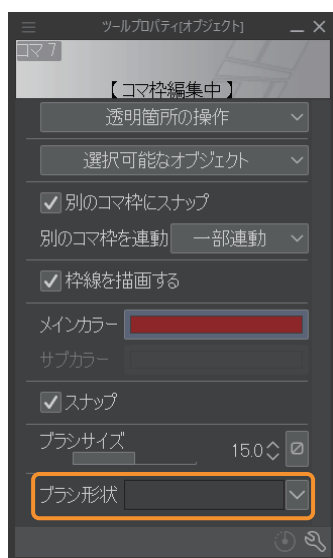 ツールプロパティ[オブジェクト]
コマ 7
【 コマ枠編集中 】
透明箇所の操作
選択可能なオブジェクト
別のコマ枠にスナップ
別のコマ枠を連動 一部連動
枠線を描画する
メインカラー
サブカラー
スナップ
ブラシサイズ 15.0
ブラシ形状